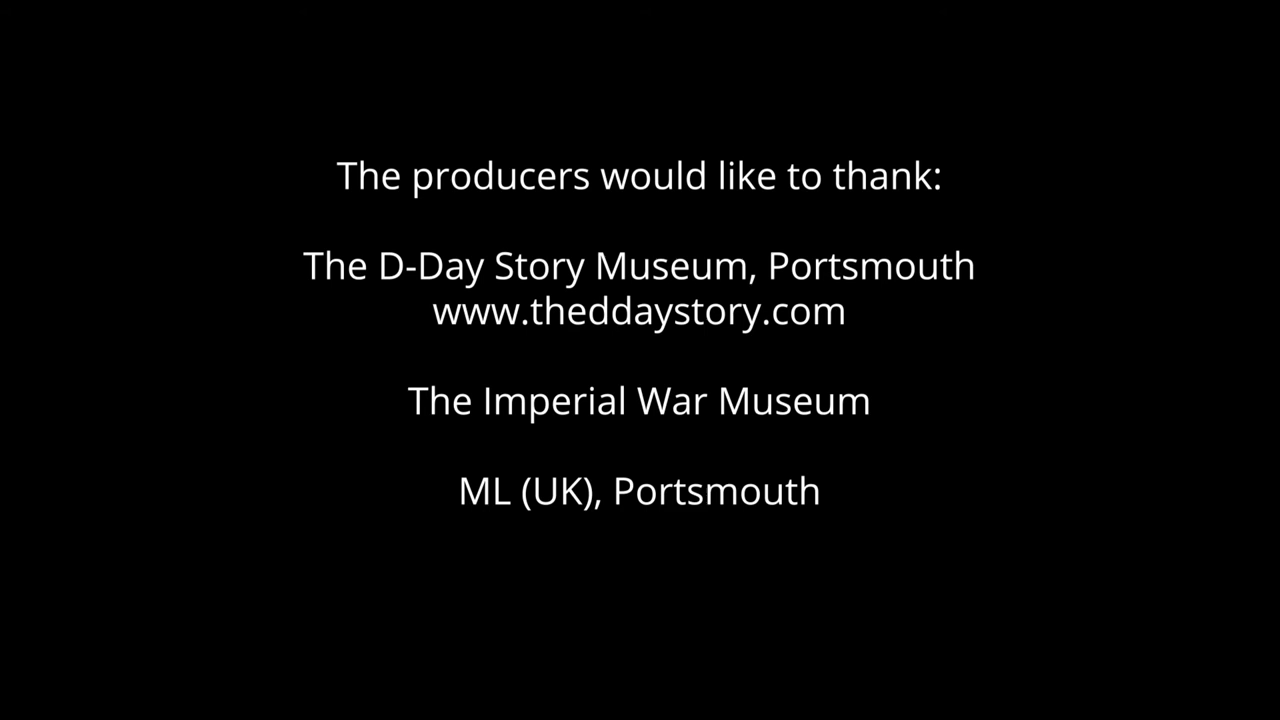 The producers would like to thank:
The D-Day Story Museum, Portsmouth
www.theddaystory.com
The Imperial War Museum
ML (UK), Portsmouth